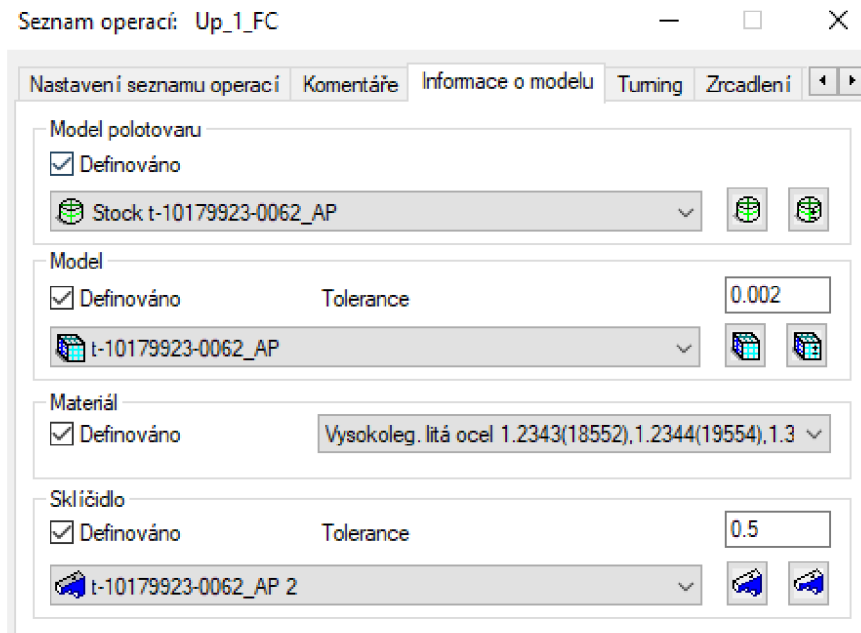 Seznam operací: Up_1_FC
Nastavení seznamu operací Komentáře Informace o modelu Turning Zrcadlení
Model polotovaru
Definováno
Stock t-10179923-0062_AP
Model
Definováno Tolerance 0.002
t-10179923-0062_AP
Materiál
Definováno Vysokoleg. litá ocel 1.2343(18552),1.2344(19554),1.3
Sklíčidlo
Definováno Tolerance 0.5
t-10179923-0062_AP 2